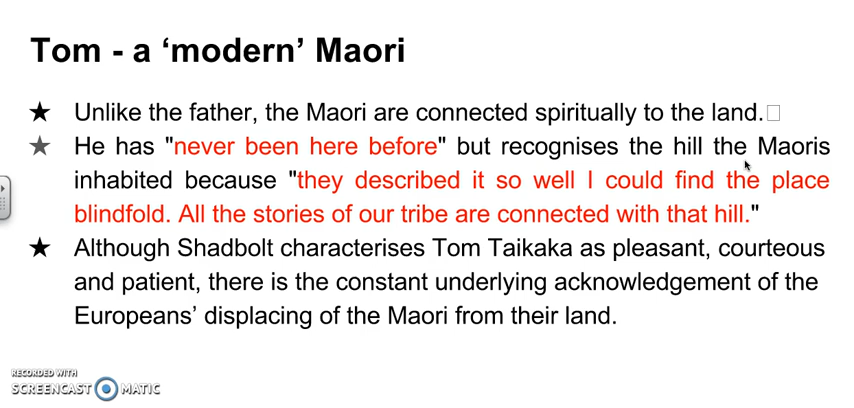 Tom - a ‘modern’ Maori
★ Unlike the father, the Maori are connected spiritually to the land.
★ He has "never been here before" but recognises the hill the Maoris
inhabited because "they described it so well I could find the place
blindfold. All the stories of our tribe are connected with that hill."
★ Although Shadbolt characterises Tom Taikaka as pleasant, courteous
and patient, there is the constant underlying acknowledgement of the
Europeans’ displacing of the Maori from their land.
RECORDED WITH
SCREENCAST MATIC